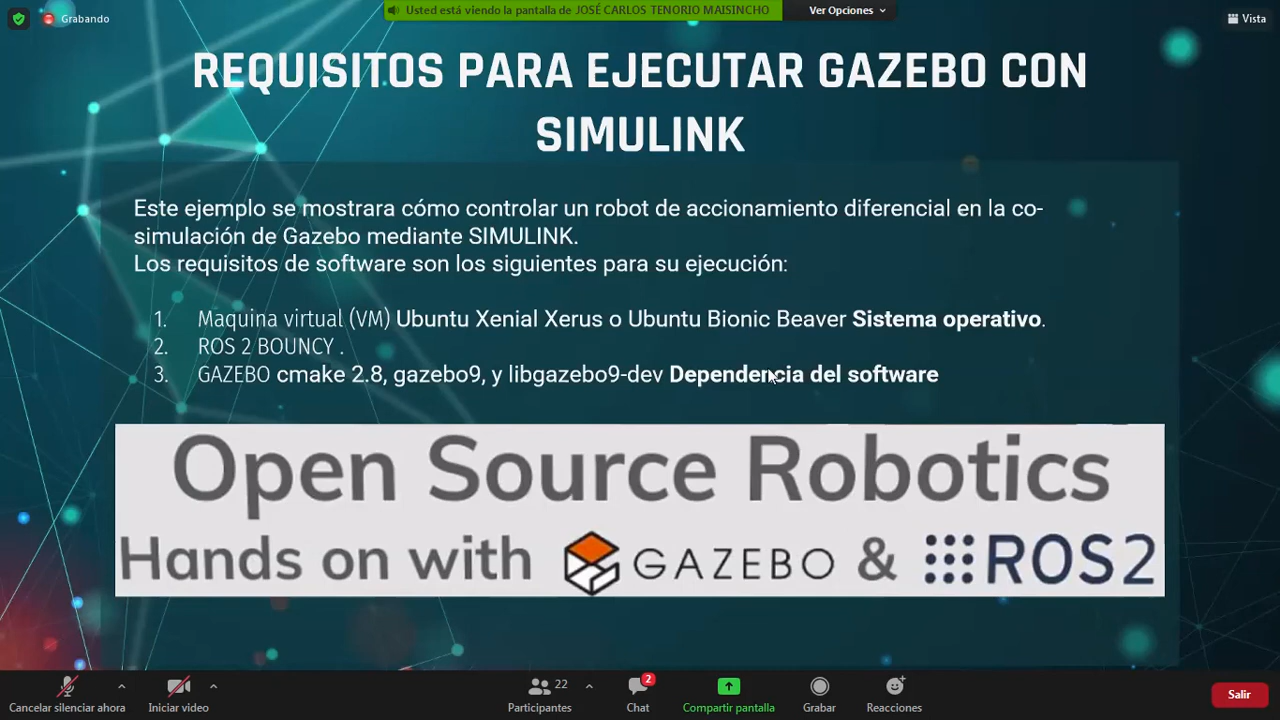 Grabando
Usted está viendo la pantalla de JOSÉ CARLOS TENORIO MAISINCHO
Ver Opciones
Vista
REQUISITOS PARA EJECUTAR GAZEBO CON
SIMULINK
Este ejemplo se mostrara cómo controlar un robot de accionamiento diferencial en la co-
simulación de Gazebo mediante SIMULINK.
Los requisitos de software son los siguientes para su ejecución:
1. Maquina virtual (VM) Ubuntu Xenial Xerus o Ubuntu Bionic Beaver Sistema operativo.
2. ROS 2 BOUNCY .
3. GAZEBO cmake 2.8, gazebo9, y libgazebo9-dev Dependencia del software
Open Source Robotics
Hands on with GAZEBO & ROS2
22
2
Cancelar silenciar ahora
Iniciar video
Participantes
Chat
Compartir pantalla
Grabar
Reacciones
Salir